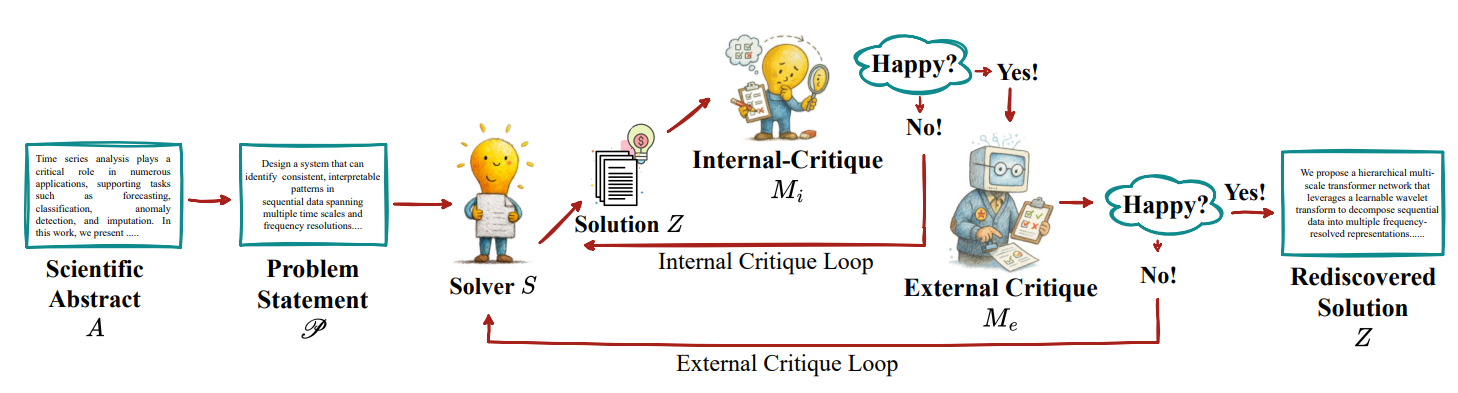 Time series analysis plays a
critical role in numerous
applications, supporting tasks
such as forecasting,
classification, anomaly
detection, and imputation. In
this work, we present .....
Scientific
Abstract
A
Design a system that can
identify consistent, interpretable
patterns in
sequential data spanning
multiple time scales and
frequency resolutions....
Problem
Statement
𝒫
Solver S
Solution Z
$
Internal-Critique
Mᵢ
Happy?
Yes!
No!
Internal Critique Loop
External Critique
Mₑ
Happy?
Yes!
No!
External Critique Loop
We propose a hierarchical multi-
scale transformer network that
leverages a learnable wavelet
transform to decompose sequential
data into multiple frequency-
resolved representations......
Rediscovered
Solution
Z